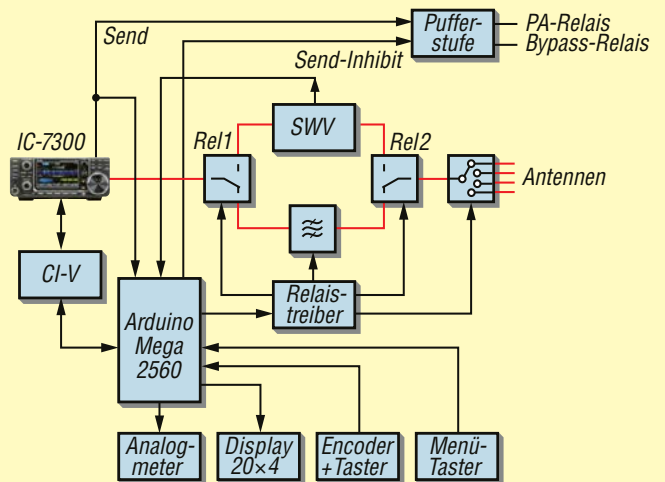 Send
Puffer-
stufe
PA-Relais
Bypass-Relais
Send-Inhibit
IC-7300
Rel1
SWV
Rel2
Antennen
CI-V
Arduino
Mega
2560
Relais-
treiber
Analog-
meter
Display
20×4
Encoder
+Taster
Menü-
Taster